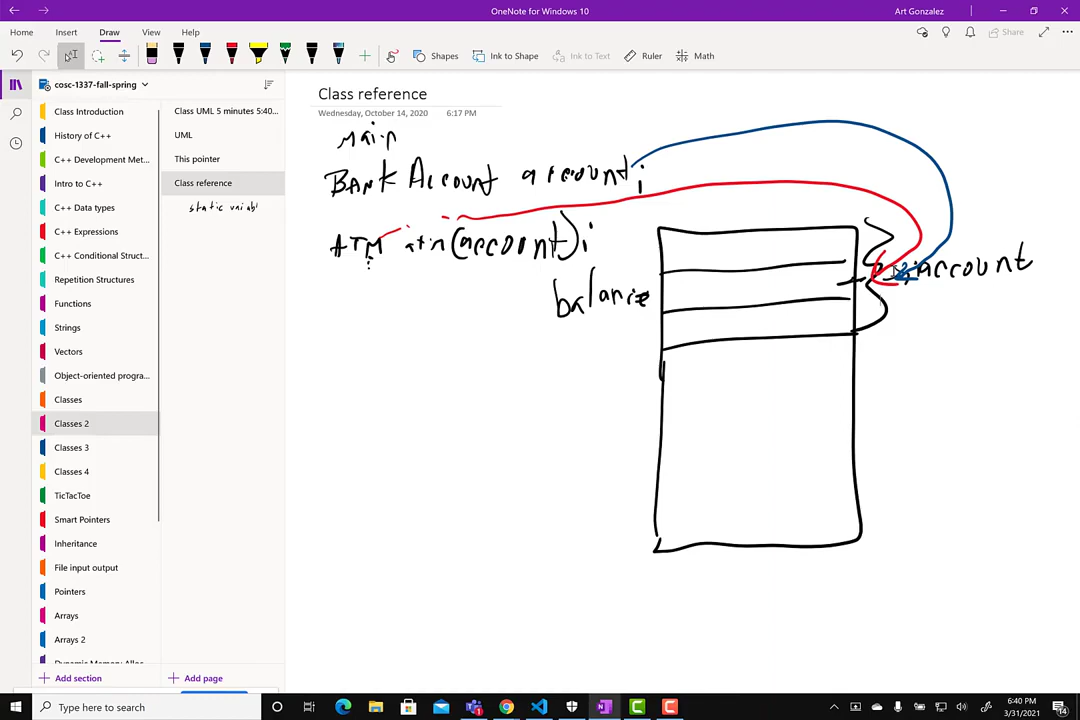 OneNote for Windows 10
Art Gonzalez
Home
Insert
Draw
View
Help
Shapes
Ink to Shape
Ink to Text
Ruler
Math
Share
cosc-1337-fall-spring
Class Introduction
History of C++
C++ Development Met...
Intro to C++
C++ Data types
C++ Expressions
C++ Conditional Struct...
Repetition Structures
Functions
Strings
Vectors
Object-oriented progra...
Classes
Classes 2
Classes 3
Classes 4
TicTacToe
Smart Pointers
Inheritance
File input output
Pointers
Arrays
Arrays 2
Dynamic Memory Alloc
Add section
Class UML 5 minutes 5:40...
UML
This pointer
Class reference
static variabl
Add page
Class reference
Wednesday, October 14, 2020 6:17 PM
main
BankAccount account;
ATM atm(account);
balance
account
Type here to search
6:40 PM
3/31/2021
14